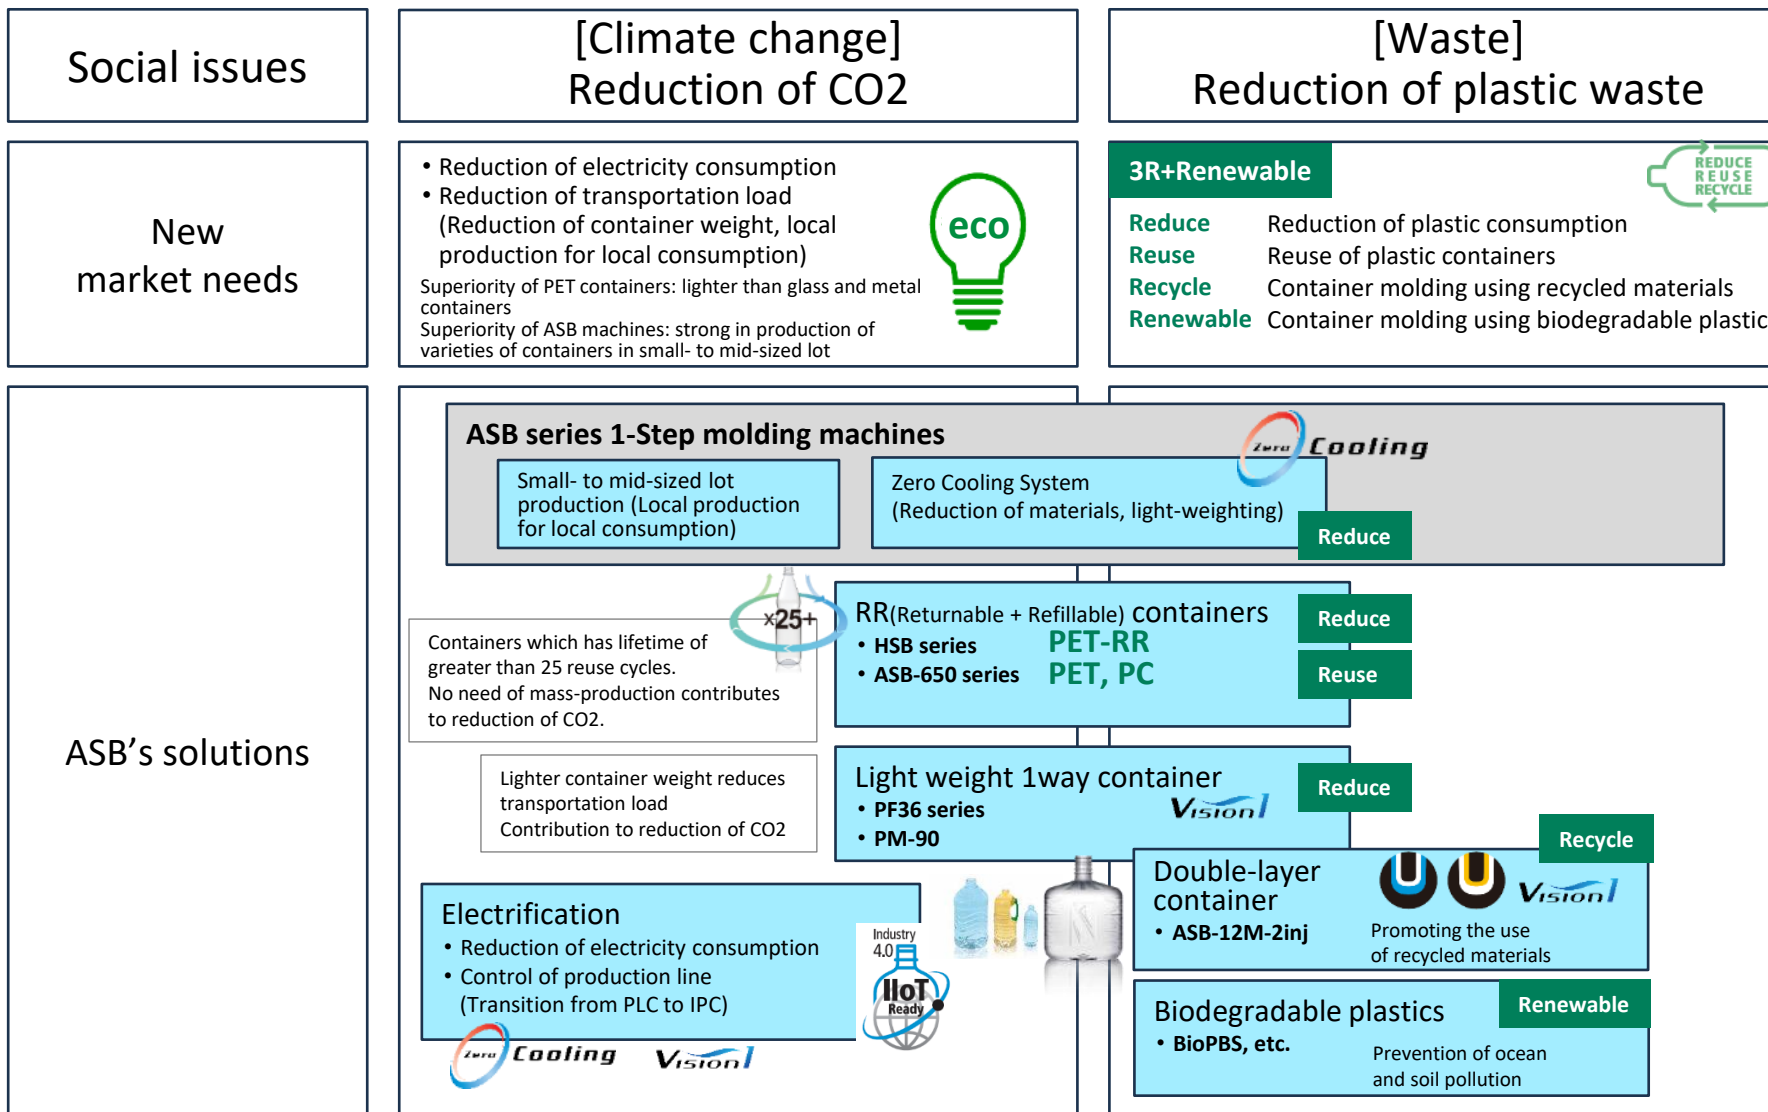 Social issues
[Climate change]
Reduction of CO2
[Waste]
Reduction of plastic waste
New
market needs
• Reduction of electricity consumption
• Reduction of transportation load
(Reduction of container weight, local
production for local consumption)
Superiority of PET containers: lighter than glass and metal
containers
Superiority of ASB machines: strong in production of
varieties of containers in small- to mid-sized lot
eco
3R+Renewable
REDUCE
REUSE
RECYCLE
Reduce Reduction of plastic consumption
Reuse Reuse of plastic containers
Recycle Container molding using recycled materials
Renewable Container molding using biodegradable plastic
ASB's solutions
ASB series 1-Step molding machines
Zero Cooling
Small- to mid-sized lot
production (Local production
for local consumption)
Zero Cooling System
(Reduction of materials, light-weighting)
Reduce
x25+
Containers which has lifetime of
greater than 25 reuse cycles.
No need of mass-production contributes
to reduction of CO2.
RR(Returnable + Refillable) containers
• HSB series PET-RR
• ASB-650 series PET, PC
Reduce
Reuse
Lighter container weight reduces
transportation load
Contribution to reduction of CO2
Light weight 1way container
• PF36 series
• PM-90
Vision1
Reduce
Electrification
• Reduction of electricity consumption
• Control of production line
(Transition from PLC to IPC)
Industry
4.0
IIoT
Ready
Zero Cooling
Vision1
Recycle
Double-layer
container
• ASB-12M-2inj
Vision1
Promoting the use
of recycled materials
Renewable
Biodegradable plastics
• BioPBS, etc.
Prevention of ocean
and soil pollution